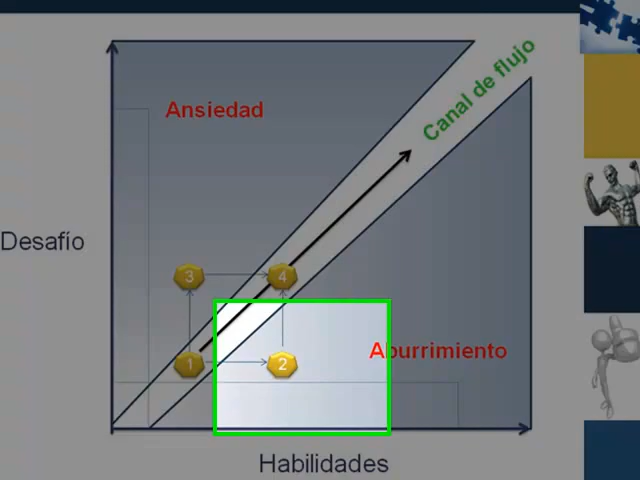 Canal de flujo
Ansiedad
Desafío
3
4
Aburrimiento
1
2
Habilidades